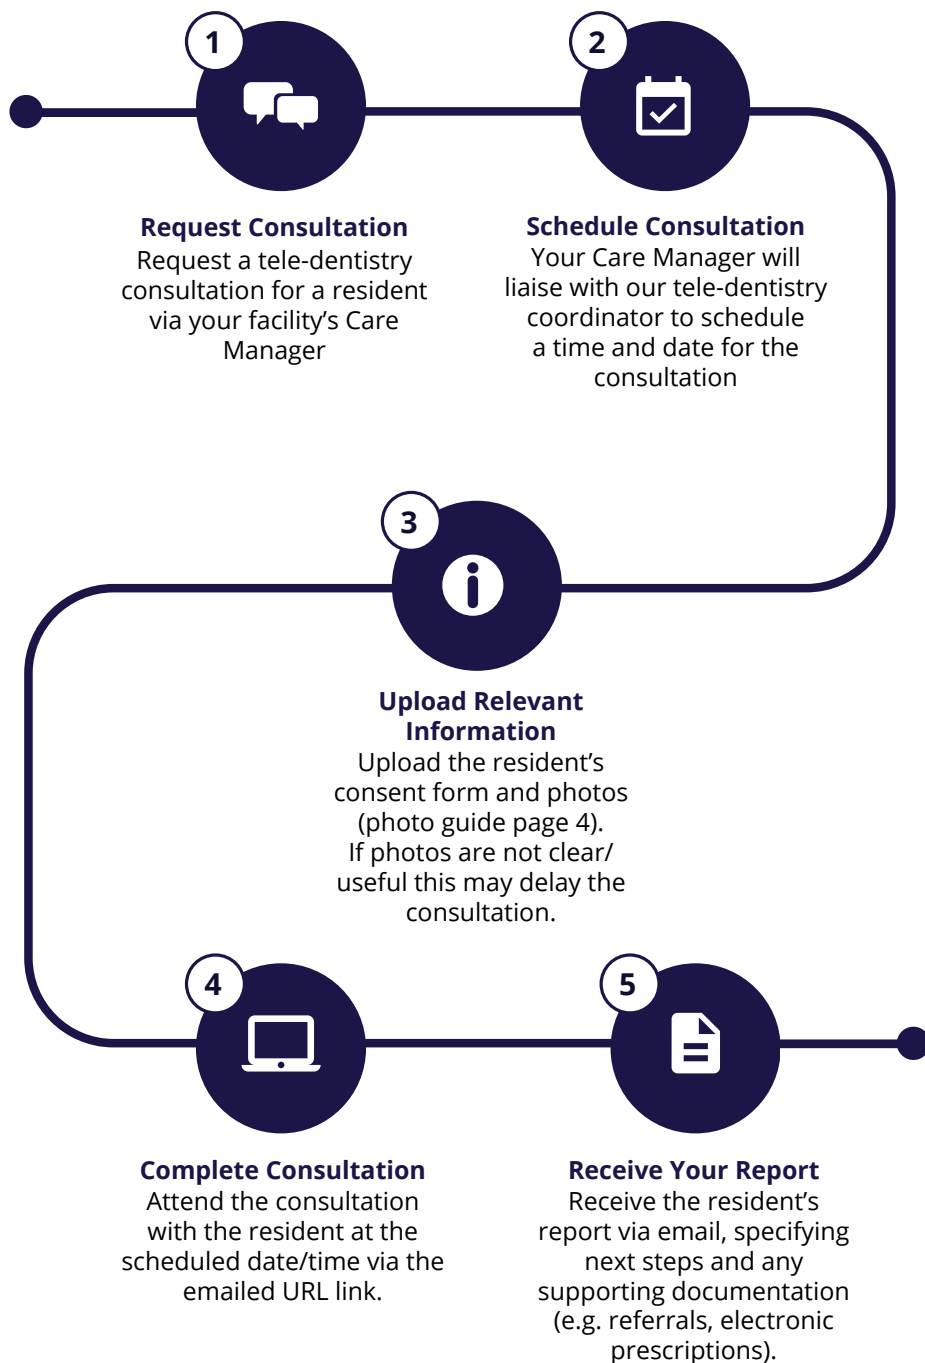 1
Request Consultation
Request a tele-dentistry
consultation for a resident
via your facility’s Care
Manager
2
Schedule Consultation
Your Care Manager will
liaise with our tele-dentistry
coordinator to schedule
a time and date for the
consultation
3
Upload Relevant
Information
Upload the resident’s
consent form and photos
(photo guide page 4).
If photos are not clear/
useful this may delay the
consultation.
4
Complete Consultation
Attend the consultation
with the resident at the
scheduled date/time via the
emailed URL link.
5
Receive Your Report
Receive the resident’s
report via email, specifying
next steps and any
supporting documentation
(e.g. referrals, electronic
prescriptions).